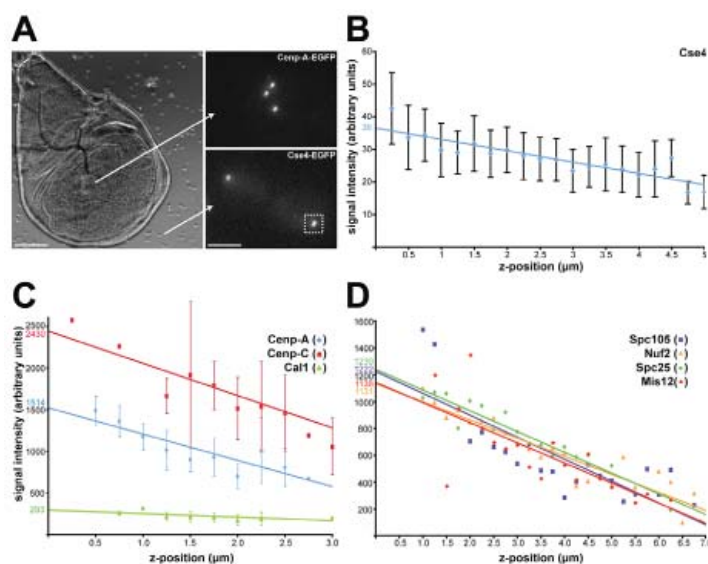 A
Cenp-A-EGFP
Cse4-EGFP
B
Cse4
signal intensity (arbitrary units)
60
50
40
30
20
10
0
0.5
1
1.5
2
2.5
3
3.5
4
4.5
5
z-position (µm)
C
Cenp-A (
Cenp-C (
Cal1 (
signal intensity (arbitrary units)
2500
2430
1500
1000
500
0.5
1.0
1.5
2.0
2.5
3.0
z-position (µm)
D
Spc105 (
Nuf2 (
Spc25 (
Mis12 (
1600
1400
1000
800
600
400
200
0.5
1.0
1.5
2.0
2.5
3.0
3.5
4.0
4.5
5.0
5.5
6.0
6.5
7.0
z-position (µm)